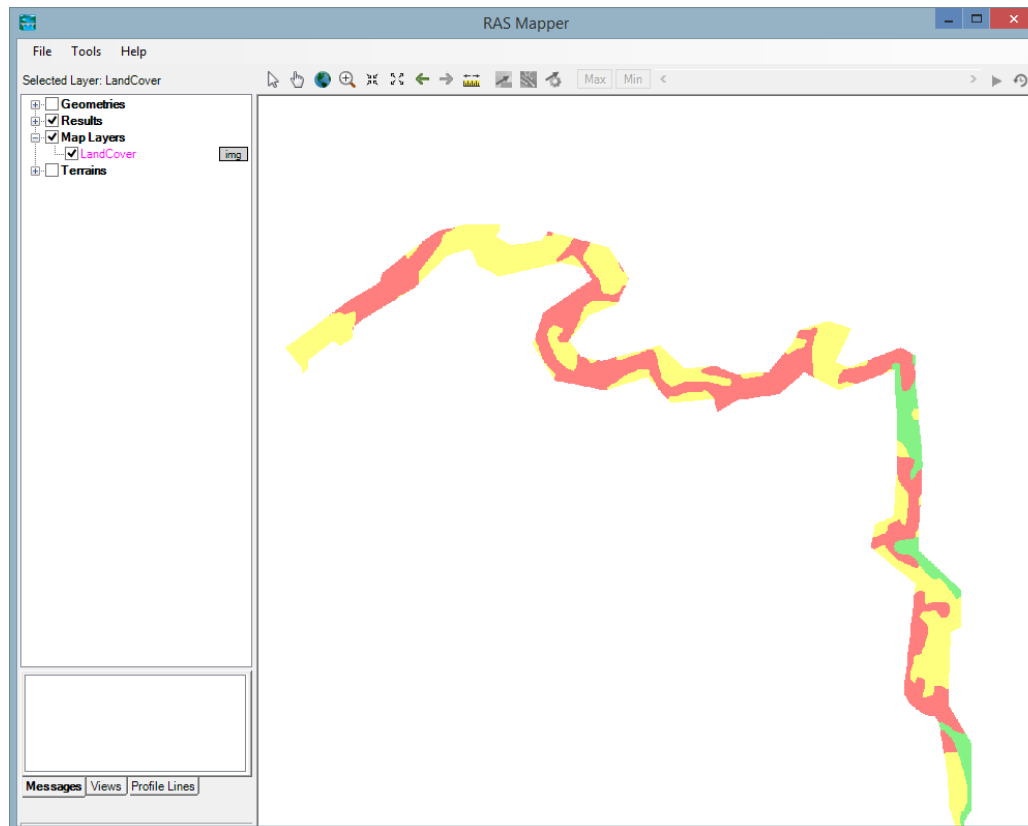 RAS Mapper
File Tools Help
Selected Layer: LandCover
Max Min
Geometries
Results
Map Layers
LandCover img
Terrains
Messages Views Profile Lines